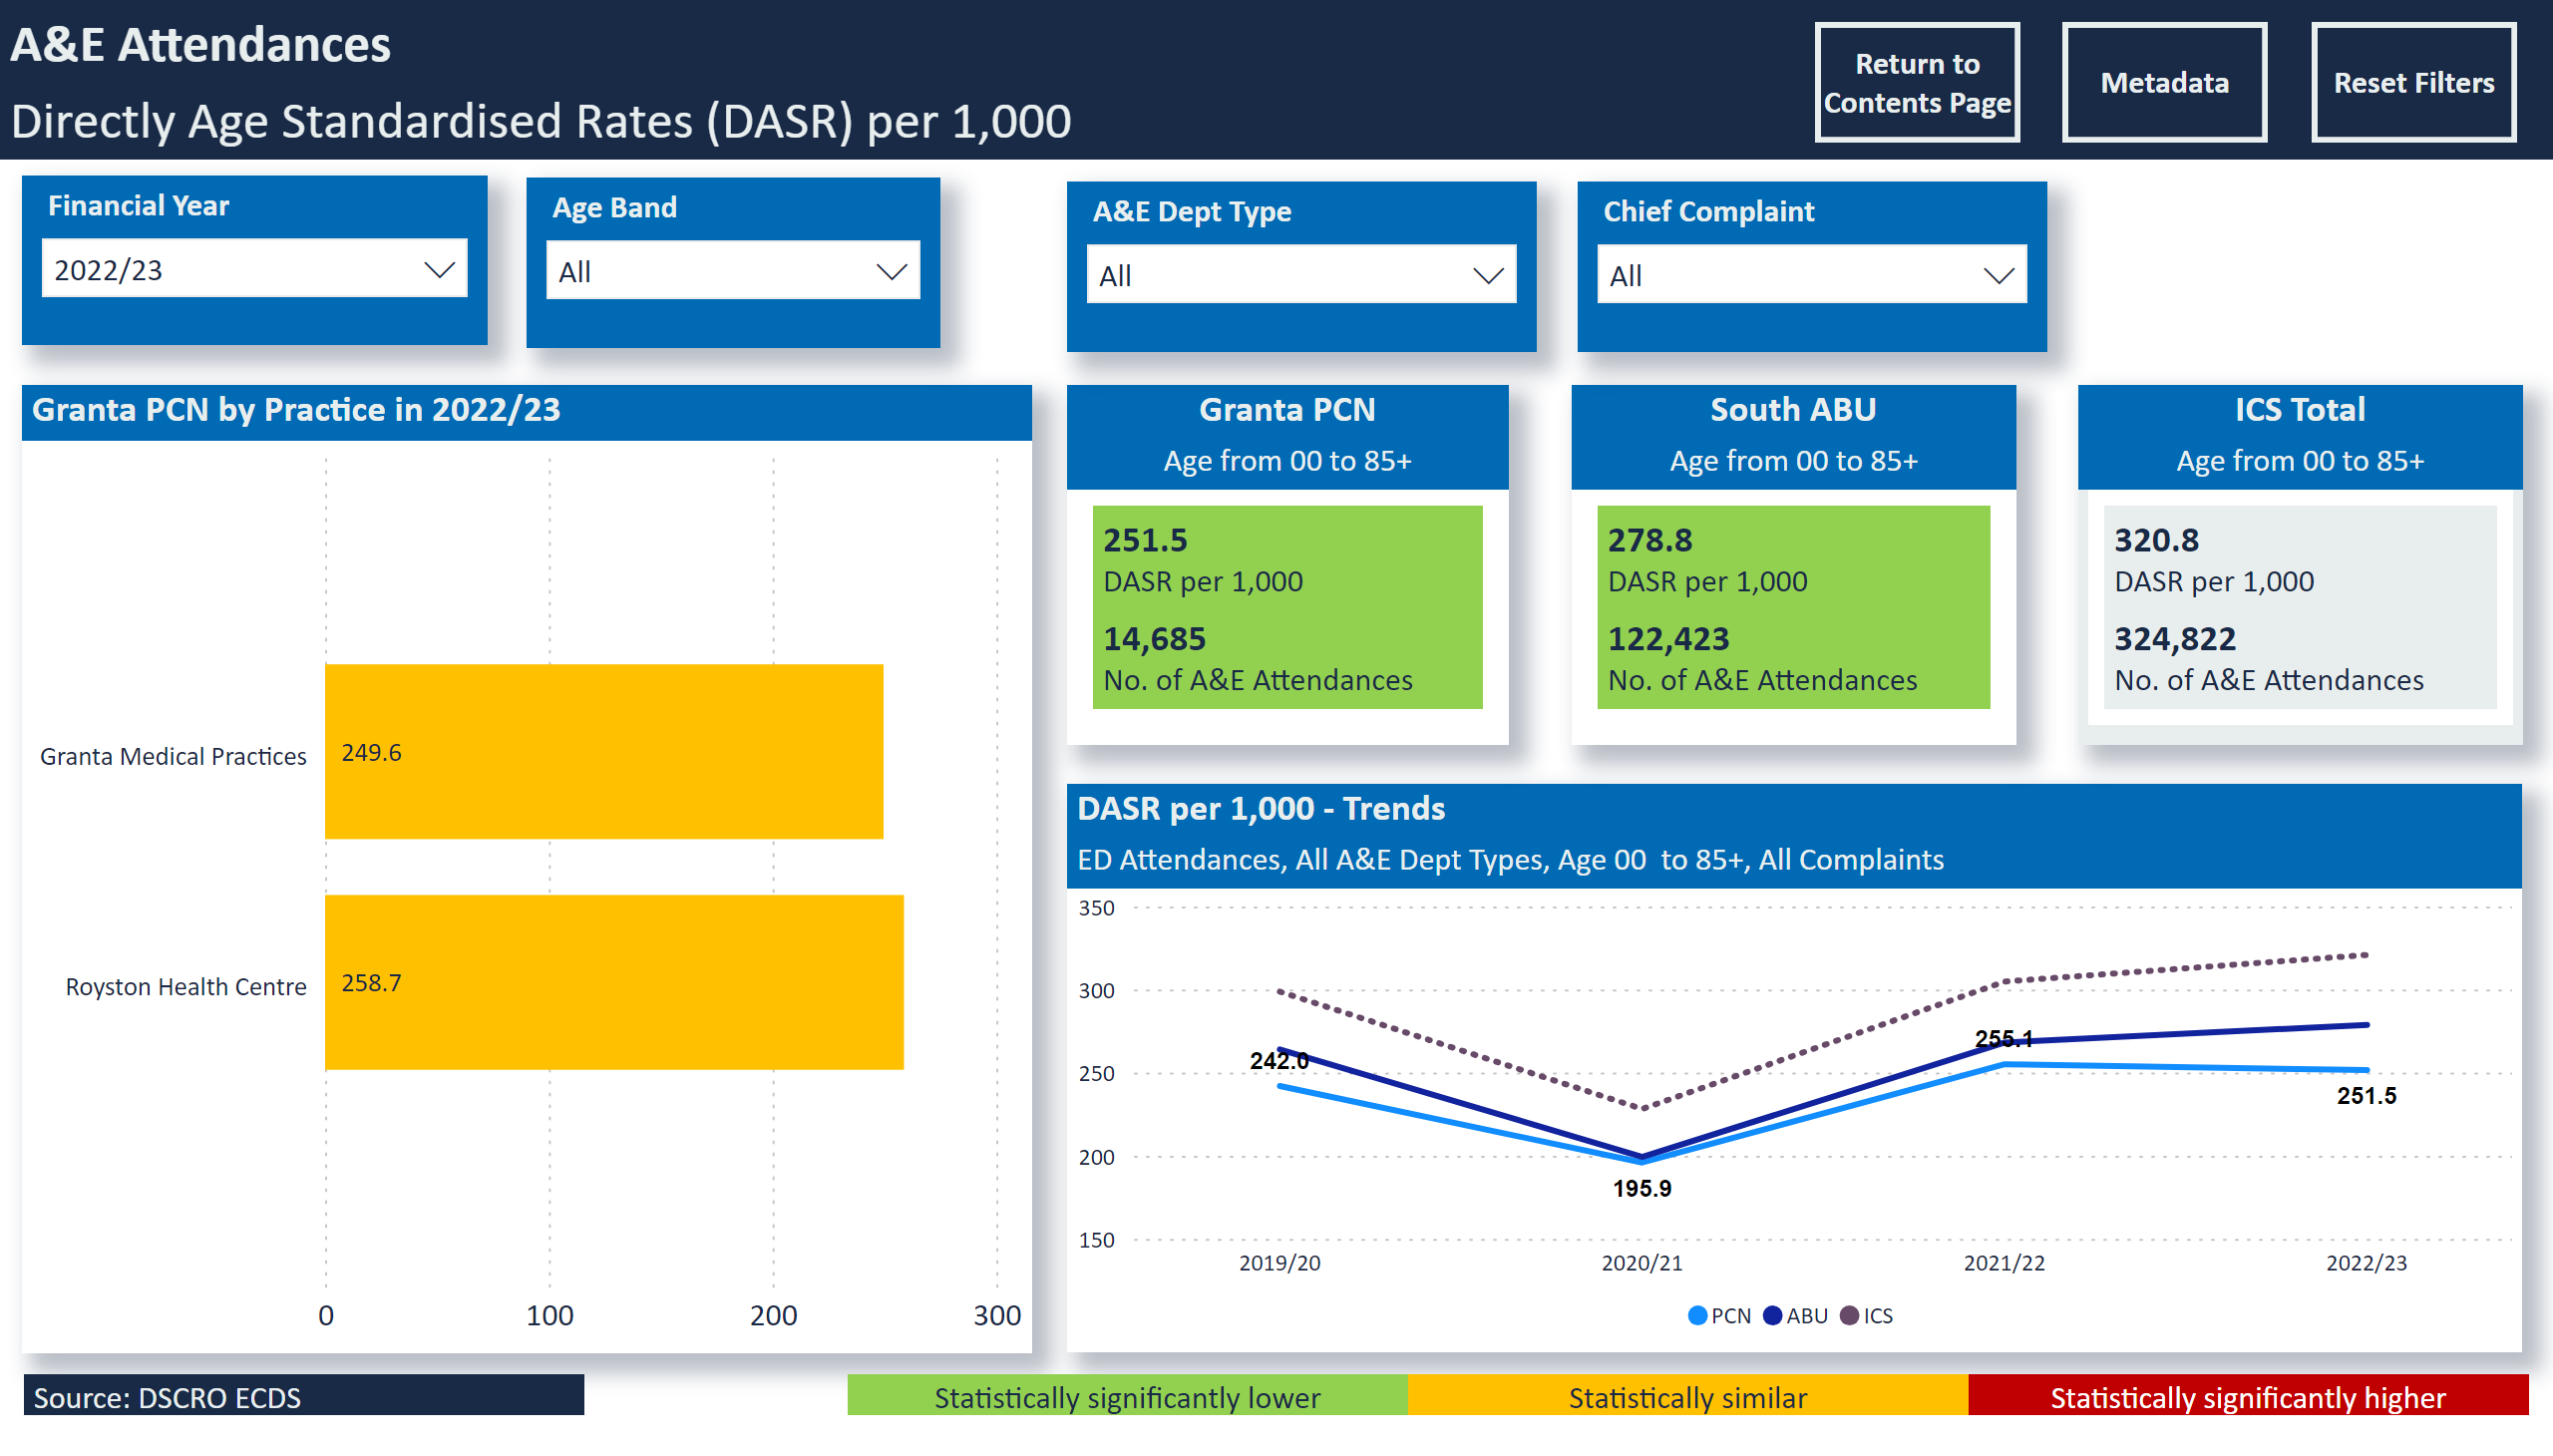 A&E Attendances
Directly Age Standardised Rates (DASR) per 1,000
Return to
Contents Page
Metadata
Reset Filters
Financial Year
2022/23
Age Band
All
A&E Dept Type
All
Chief Complaint
All
Granta PCN by Practice in 2022/23
Granta Medical Practices
249.6
Royston Health Centre
258.7
0 100 200 300
Granta PCN
Age from 00 to 85+
251.5
DASR per 1,000
14,685
No. of A&E Attendances
South ABU
Age from 00 to 85+
278.8
DASR per 1,000
122,423
No. of A&E Attendances
ICS Total
Age from 00 to 85+
320.8
DASR per 1,000
324,822
No. of A&E Attendances
DASR per 1,000 - Trends
ED Attendances, All A&E Dept Types, Age 00  to 85+, All Complaints
350
300
250
200
150
242.0
195.9
255.1
251.5
2019/20 2020/21 2021/22 2022/23
PCN ABU ICS
Source: DSCRO ECDS
Statistically significantly lower
Statistically similar
Statistically significantly higher